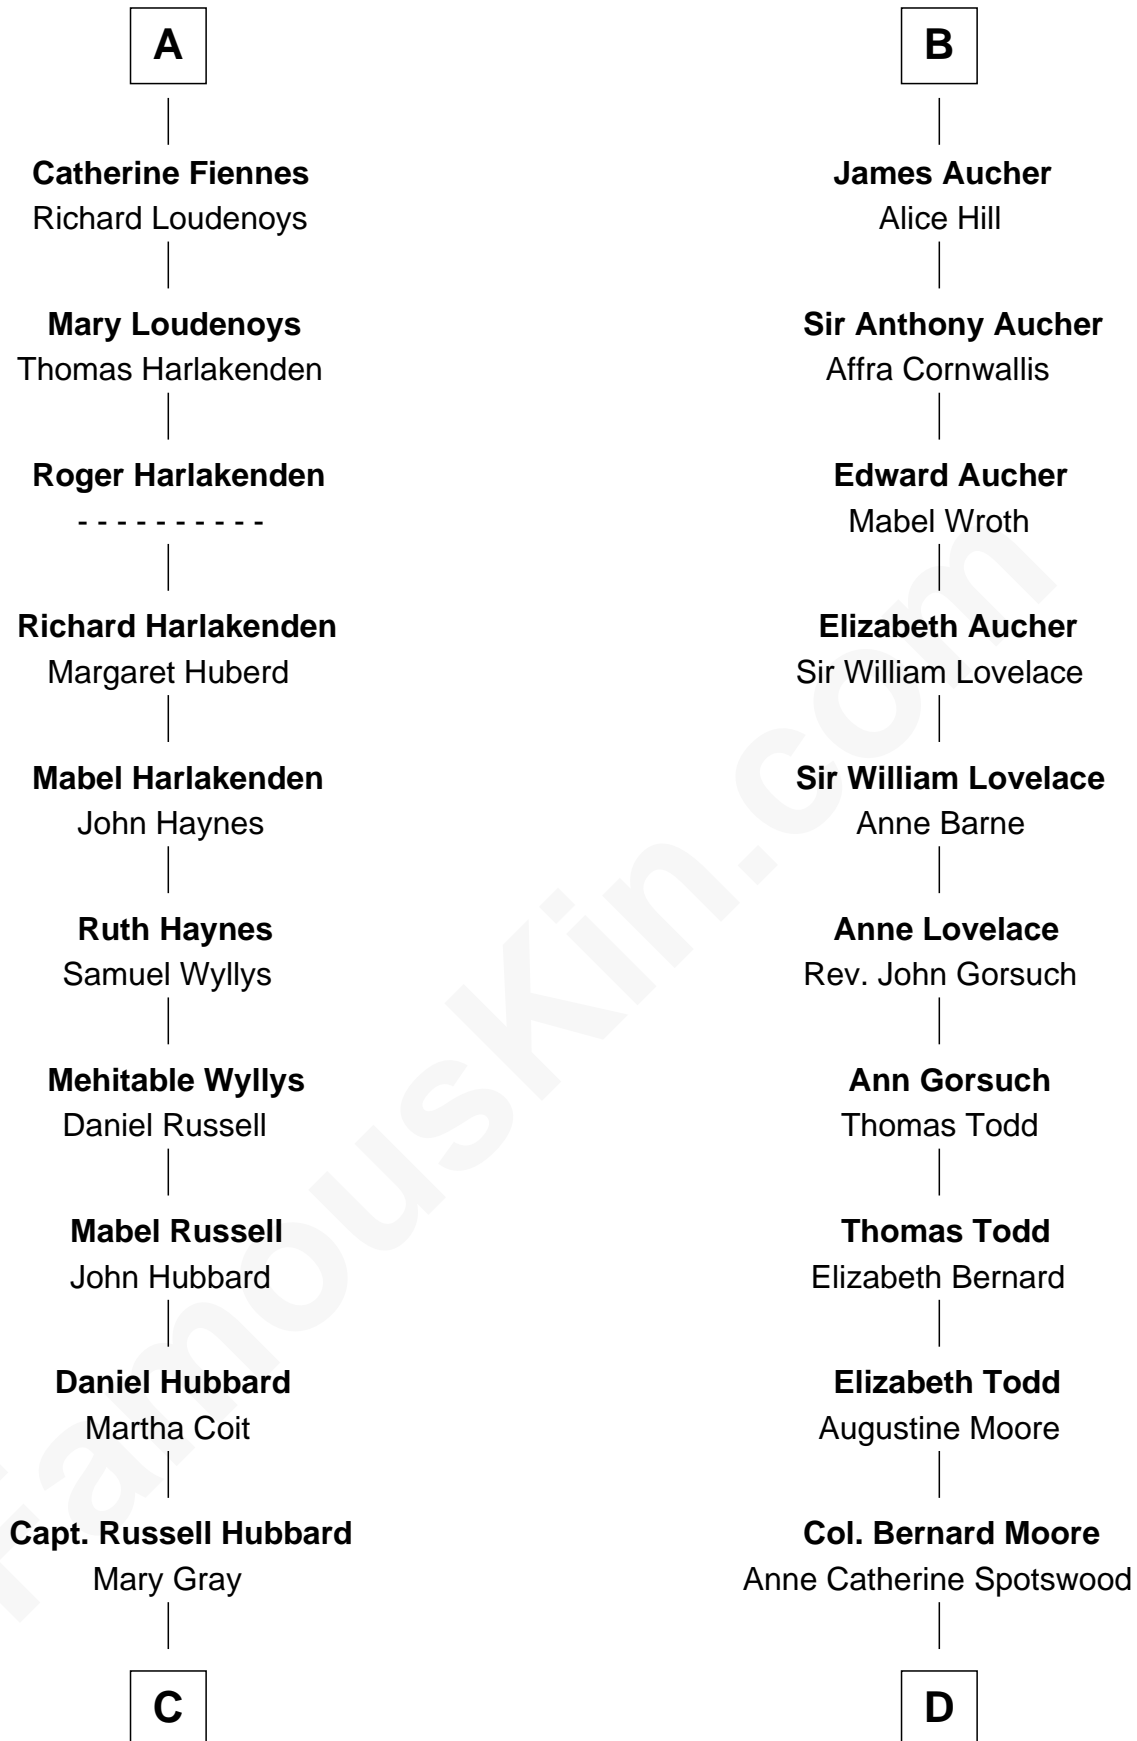 A
Catherine Fiennes
Richard Loudenoys
Mary Loudenoys
Thomas Harlakenden
Roger Harlakenden
- - - - - - - - - -
Richard Harlakenden
Margaret Huberd
Mabel Harlakenden
John Haynes
Ruth Haynes
Samuel Wyllys
Mehitable Wyllys
Daniel Russell
Mabel Russell
John Hubbard
Daniel Hubbard
Martha Coit
Capt. Russell Hubbard
Mary Gray
C
B
James Aucher
Alice Hill
Sir Anthony Aucher
Affra Cornwallis
Edward Aucher
Mabel Wroth
Elizabeth Aucher
Sir William Lovelace
Sir William Lovelace
Anne Barne
Anne Lovelace
Rev. John Gorsuch
Ann Gorsuch
Thomas Todd
Thomas Todd
Elizabeth Bernard
Elizabeth Todd
Augustine Moore
Col. Bernard Moore
Anne Catherine Spotswood
D
FamousKin.com